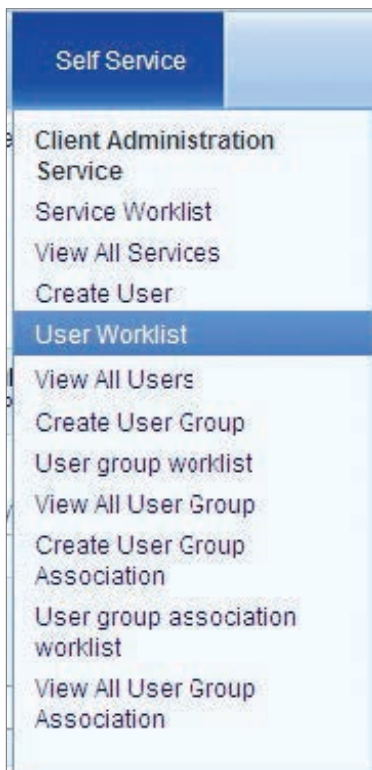 Self Service
Client Administration
Service
Service Worklist
View All Services
Create User
User Worklist
View All Users
Create User Group
User group worklist
View All User Group
Create User Group
Association
User group association
worklist
View All User Group
Association